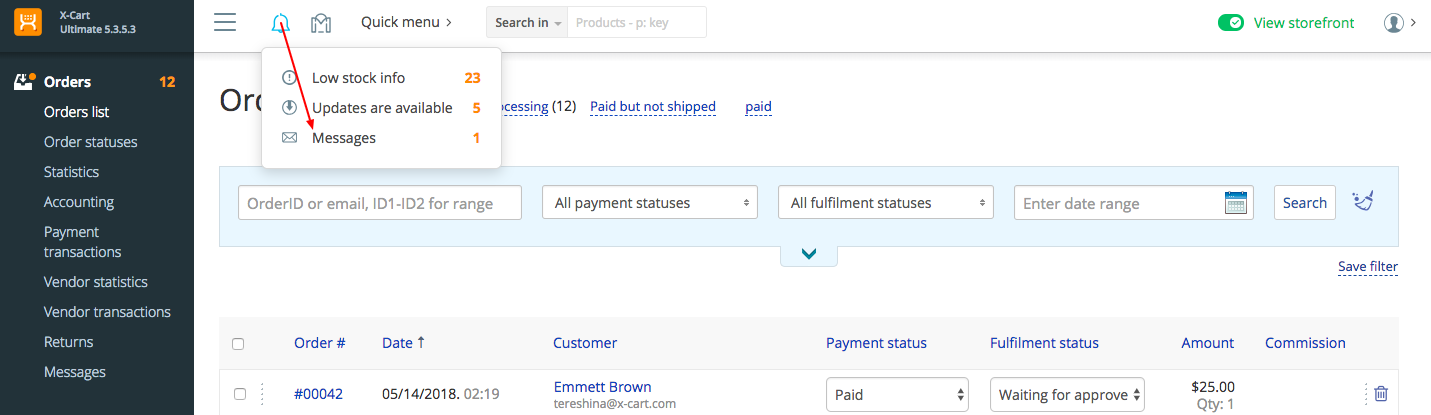 X-Cart
Ultimate 5.3.5.3
Quick menu
Search in
Products - p: key
View storefront
Orders 12
Orders list
Order statuses
Statistics
Accounting
Payment
transactions
Vendor statistics
Vendor transactions
Returns
Messages
Low stock info 23
Updates are available 5
Messages 1
(12) Paid but not shipped paid
OrderID or email, ID1-ID2 for range
All payment statuses
All fulfilment statuses
Enter date range
Search
Save filter
Order # Date ↑ Customer Payment status Fulfilment status Amount Commission
#00042 05/14/2018. 02:19 Emmett Brown Paid Waiting for approve $25.00
tereshina@x-cart.com Qty: 1